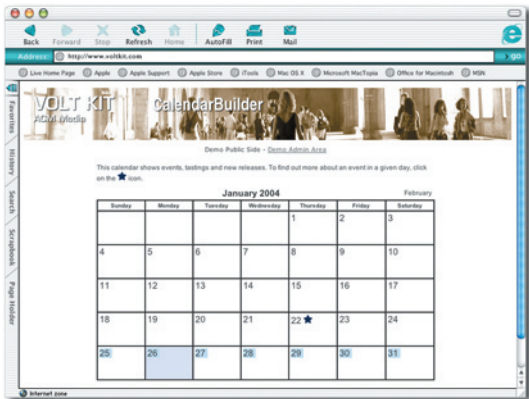 Back Forward Stop Refresh Home AutoFill Print Mail
Address: http://www.voltkit.com go
Live Home Page Apple Apple Support Apple Store iTools Mac OS X Microsoft MacTopia Office for Macintosh MSN
Favorites
History
Search
Scrapbook
Page Holder
VOLT KIT CalendarBuilder
ACM Media
Demo Public Side - Demo Admin Area
This calendar shows events, tastings and new releases. To find out more about an event in a given day, click
on the icon.
January 2004 February
Sunday Monday Tuesday Wednesday Thursday Friday Saturday
1 2 3
4 5 6 7 8 9 10
11 12 13 14 15 16 17
18 19 20 21 22 23 24
25 26 27 28 29 30 31
Internet zone